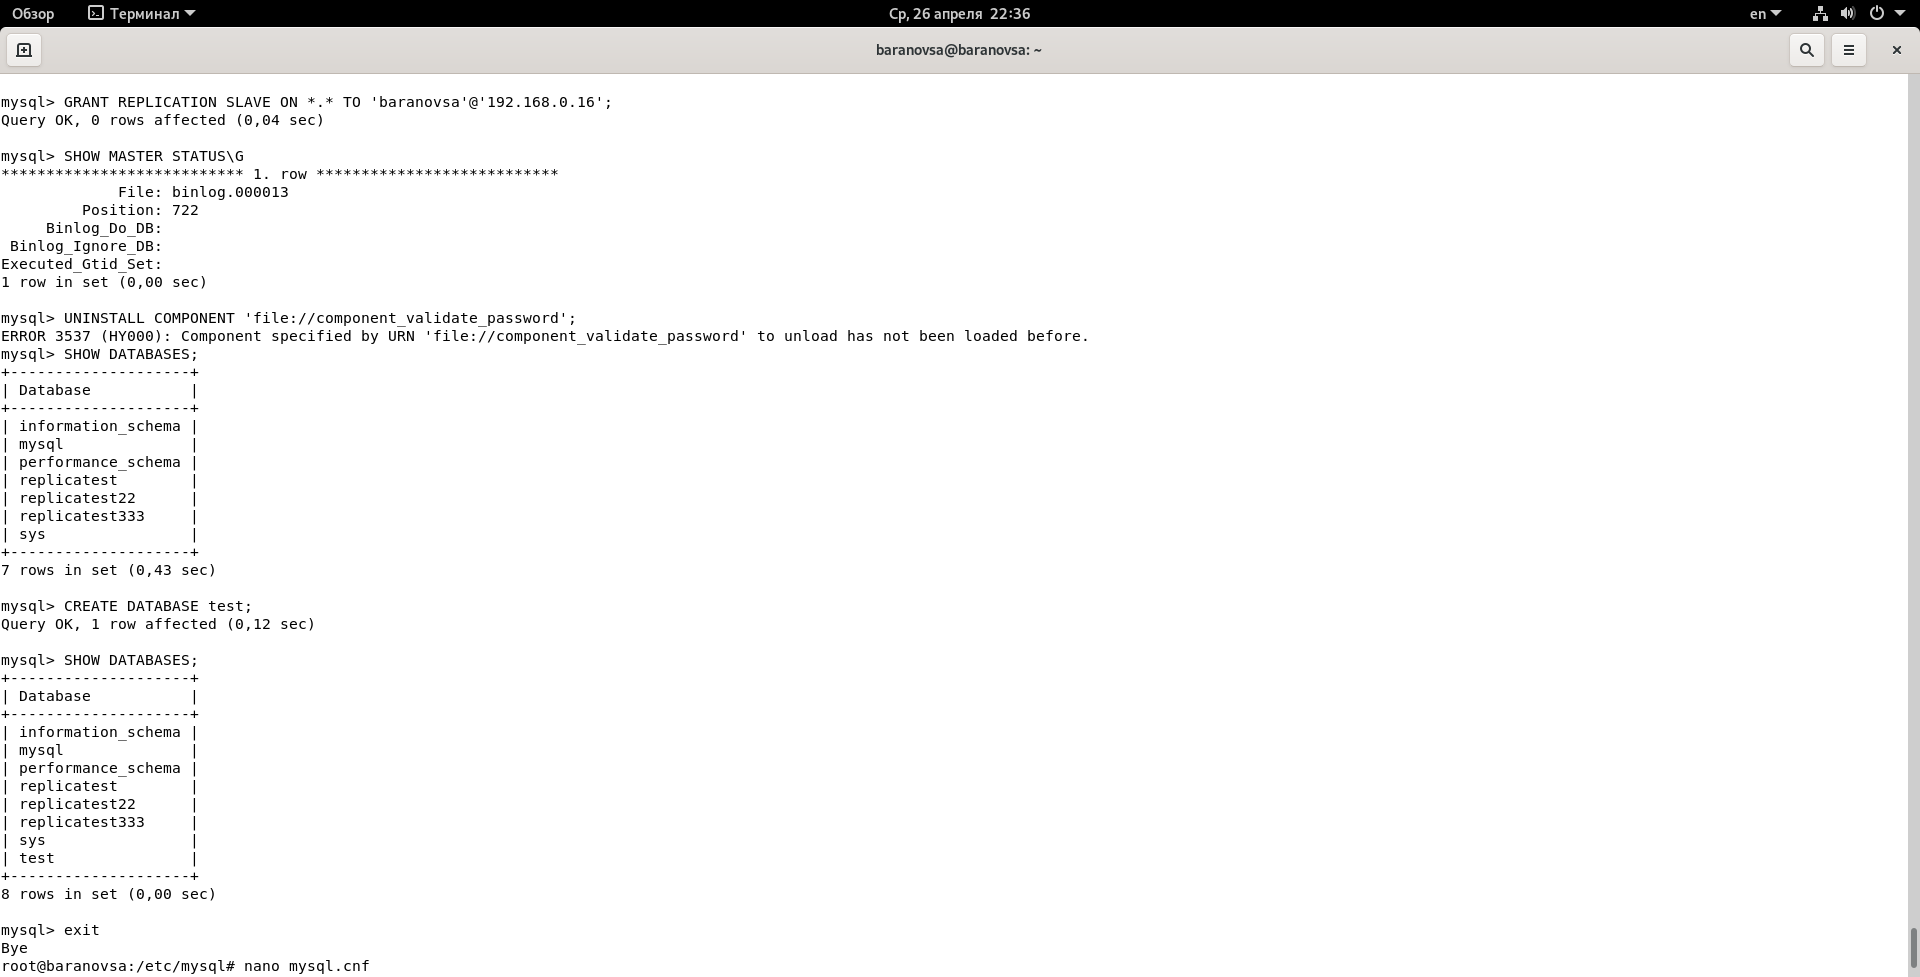 Обзор Терминал Ср, 26 апреля 22:36 en
baranovsa@baranovsa: ~
mysql> GRANT REPLICATION SLAVE ON *.* TO 'baranovsa'@'192.168.0.16';
Query OK, 0 rows affected (0,04 sec)

mysql> SHOW MASTER STATUS\G
*************************** 1. row ***************************
             File: binlog.000013
         Position: 722
     Binlog_Do_DB:
 Binlog_Ignore_DB:
Executed_Gtid_Set:
1 row in set (0,00 sec)

mysql> UNINSTALL COMPONENT 'file://component_validate_password';
ERROR 3537 (HY000): Component specified by URN 'file://component_validate_password' to unload has not been loaded before.
mysql> SHOW DATABASES;
+--------------------+
| Database           |
+--------------------+
| information_schema |
| mysql              |
| performance_schema |
| replicatest        |
| replicatest22      |
| replicatest333     |
| sys                |
+--------------------+
7 rows in set (0,43 sec)

mysql> CREATE DATABASE test;
Query OK, 1 row affected (0,12 sec)

mysql> SHOW DATABASES;
+--------------------+
| Database           |
+--------------------+
| information_schema |
| mysql              |
| performance_schema |
| replicatest        |
| replicatest22      |
| replicatest333     |
| sys                |
| test               |
+--------------------+
8 rows in set (0,00 sec)

mysql> exit
Bye
root@baranovsa:/etc/mysql# nano mysql.cnf